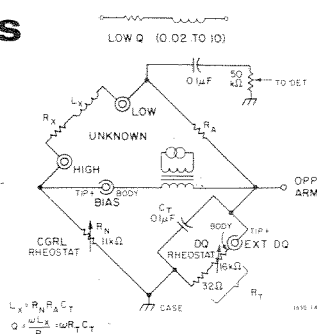 s
LOW Q (0.02 TO 10)
0.1µF
50 kΩ
TO DET
LX
RX
LOW
UNKNOWN
RA
HIGH
TIP+
BODY
BIAS
OPP ARM
CT
0.1µF
BODY
TIP+
RN
11kΩ
CGRL RHEOSTAT
DQ RHEOSTAT
EXT DQ
16kΩ
32Ω
RT
CASE
LX = RN RA CT
Q = ωLX/R = ωRT CT